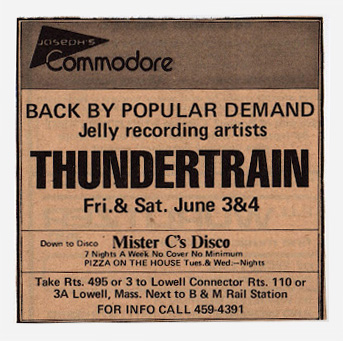 JOSEPH'S
Commodore
BACK BY POPULAR DEMAND
Jelly recording artists
THUNDERTRAIN
Fri.& Sat. June 3&4
Down to Disco Mister C's Disco
7 Nights A Week No Cover No Minimum
PIZZA ON THE HOUSE Tues.& Wed.—Nights
Take Rts. 495 or 3 to Lowell Connector Rts. 110 or
3A Lowell, Mass. Next to B & M Rail Station
FOR INFO CALL 459-4391